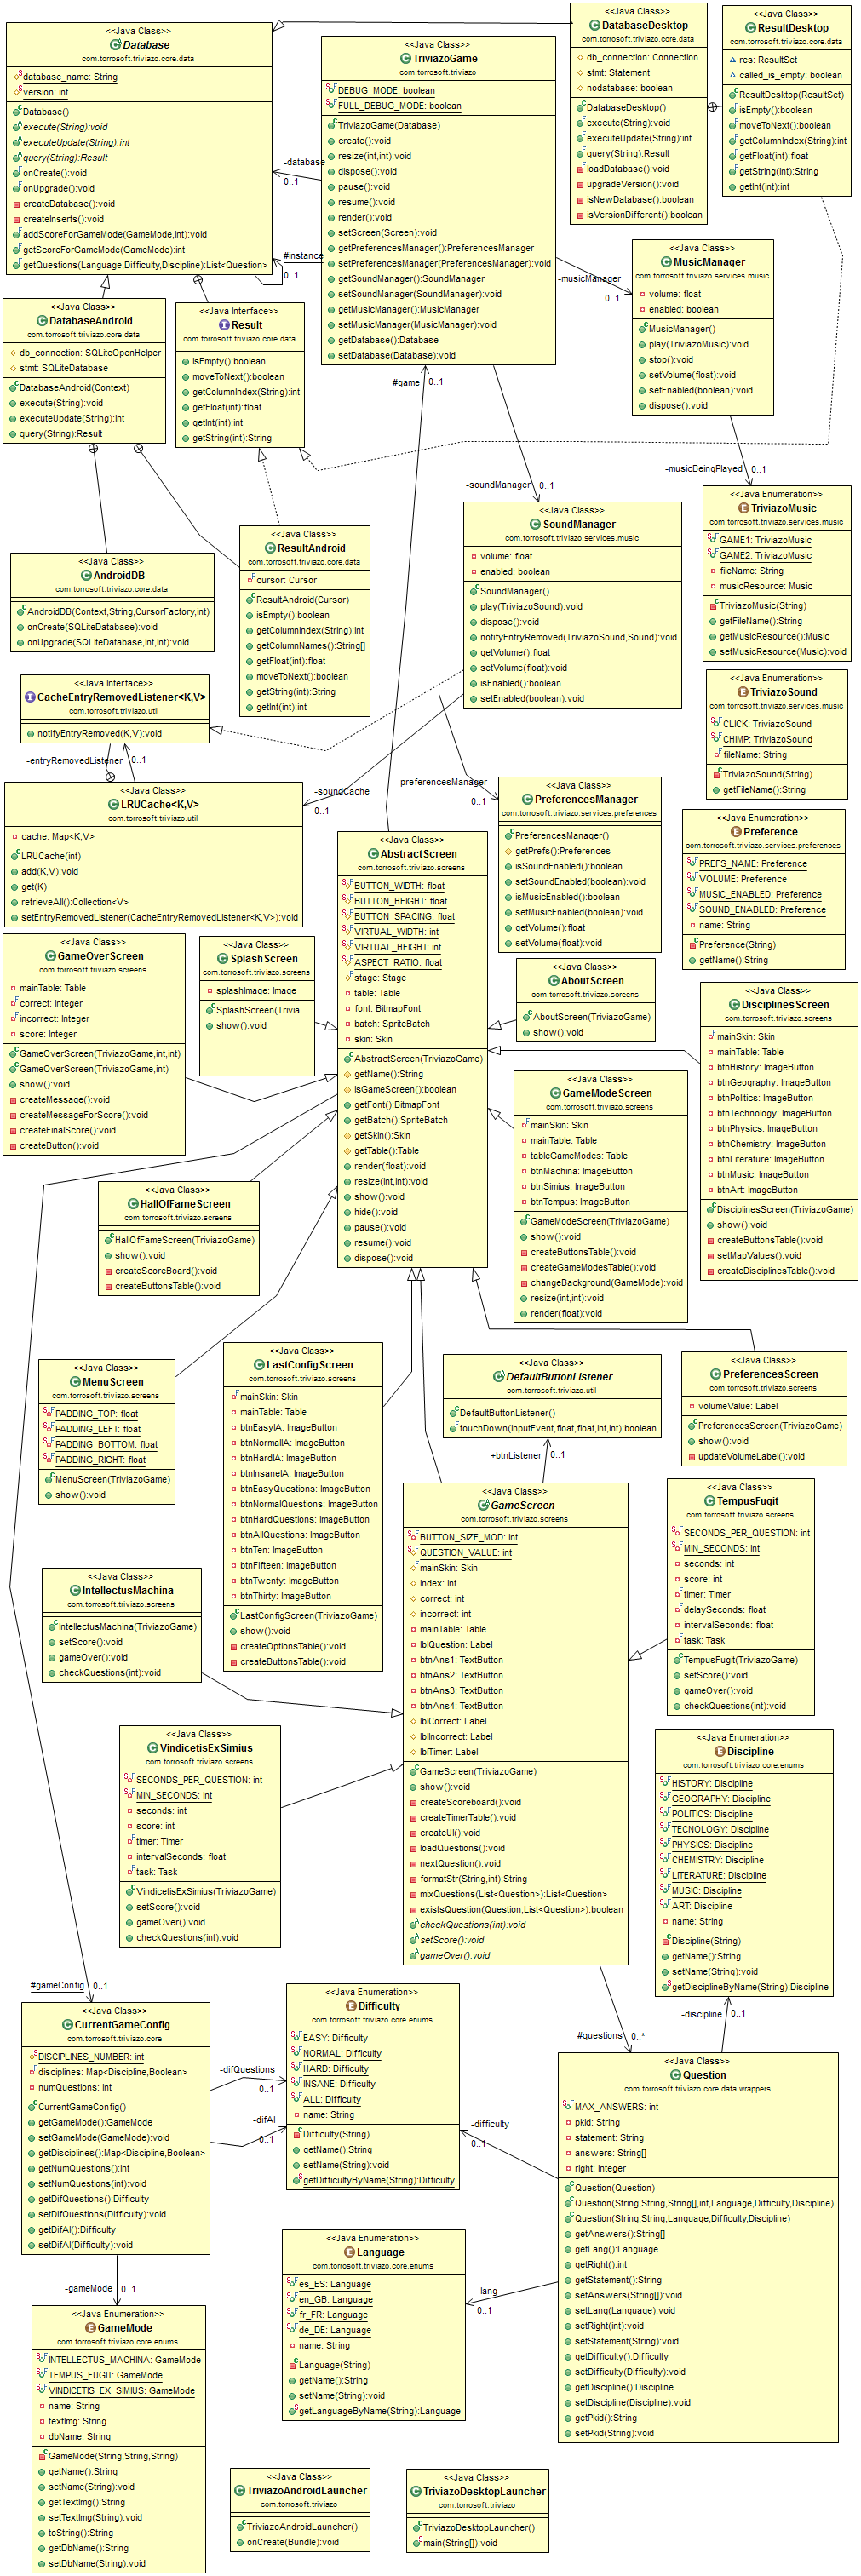 <<Java Class>>
Database
com.torrosoft.triviazo.core.data
database_name: String
version: int
Database()
execute(String):void
executeUpdate(String):int
query(String):Result
onCreate():void
onUpgrade():void
createDatabase():void
createInserts():void
addScoreForGameMode(GameMode,int):void
getScoreForGameMode(GameMode):int
getQuestions(Language,Difficulty,Discipline):List<Question>
<<Java Class>>
TriviazoGame
com.torrosoft.triviazo
DEBUG_MODE: boolean
FULL_DEBUG_MODE: boolean
TriviazoGame(Database)
create():void
resize(int,int):void
dispose():void
pause():void
resume():void
render():void
setScreen(Screen):void
getPreferencesManager():PreferencesManager
setPreferencesManager(PreferencesManager):void
getSoundManager():SoundManager
setSoundManager(SoundManager):void
getMusicManager():MusicManager
setMusicManager(MusicManager):void
getDatabase():Database
setDatabase(Database):void
<<Java Class>>
DatabaseDesktop
com.torrosoft.triviazo.core.data
db_connection: Connection
stmt: Statement
nodatabase: boolean
DatabaseDesktop()
execute(String):void
executeUpdate(String):int
query(String):Result
loadDatabase():void
upgradeVersion():void
isNewDatabase():boolean
isVersionDifferent():boolean
<<Java Class>>
ResultDesktop
com.torrosoft.triviazo.core.data
res: ResultSet
called_is_empty: boolean
ResultDesktop(ResultSet)
isEmpty():boolean
moveToNext():boolean
getColumnIndex(String):int
getFloat(int):float
getString(int):String
getInt(int):int
-database
0..1
#instance
0..1
-musicManager
0..1
<<Java Class>>
MusicManager
com.torrosoft.triviazo.services.music
volume: float
enabled: boolean
MusicManager()
play(TriviazoMusic):void
stop():void
setVolume(float):void
setEnabled(boolean):void
dispose():void
<<Java Class>>
DatabaseAndroid
com.torrosoft.triviazo.core.data
db_connection: SQLiteOpenHelper
stmt: SQLiteDatabase
DatabaseAndroid(Context)
execute(String):void
executeUpdate(String):int
query(String):Result
<<Java Interface>>
Result
com.torrosoft.triviazo.core.data
isEmpty():boolean
moveToNext():boolean
getColumnIndex(String):int
getFloat(int):float
getInt(int):int
getString(int):String
#game
0..1
-soundManager
0..1
-musicBeingPlayed
0..1
<<Java Enumeration>>
TriviazoMusic
com.torrosoft.triviazo.services.music
GAME1: TriviazoMusic
GAME2: TriviazoMusic
fileName: String
musicResource: Music
TriviazoMusic(String)
getFileName():String
getMusicResource():Music
setMusicResource(Music):void
<<Java Class>>
SoundManager
com.torrosoft.triviazo.services.music
volume: float
enabled: boolean
SoundManager()
play(TriviazoSound):void
dispose():void
notifyEntryRemoved(TriviazoSound,Sound):void
getVolume():float
setVolume(float):void
isEnabled():boolean
setEnabled(boolean):void
<<Java Class>>
AndroidDB
com.torrosoft.triviazo.core.data
AndroidDB(Context,String,CursorFactory,int)
onCreate(SQLiteDatabase):void
onUpgrade(SQLiteDatabase,int,int):void
<<Java Class>>
ResultAndroid
com.torrosoft.triviazo.core.data
cursor: Cursor
ResultAndroid(Cursor)
isEmpty():boolean
getColumnIndex(String):int
getColumnNames():String[]
getFloat(int):float
moveToNext():boolean
getString(int):String
getInt(int):int
<<Java Enumeration>>
TriviazoSound
com.torrosoft.triviazo.services.music
CLICK: TriviazoSound
CHIMP: TriviazoSound
fileName: String
TriviazoSound(String)
getFileName():String
<<Java Interface>>
CacheEntryRemovedListener<K,V>
com.torrosoft.triviazo.util
notifyEntryRemoved(K,V):void
-entryRemovedListener
0..1
<<Java Class>>
LRUCache<K,V>
com.torrosoft.triviazo.util
cache: Map<K,V>
LRUCache(int)
add(K,V):void
get(K)
retrieveAll():Collection<V>
setEntryRemovedListener(CacheEntryRemovedListener<K,V>):void
-soundCache
0..1
-preferencesManager
0..1
<<Java Class>>
PreferencesManager
com.torrosoft.triviazo.services.preferences
PreferencesManager()
getPrefs():Preferences
isSoundEnabled():boolean
setSoundEnabled(boolean):void
isMusicEnabled():boolean
setMusicEnabled(boolean):void
getVolume():float
setVolume(float):void
<<Java Enumeration>>
Preference
com.torrosoft.triviazo.services.preferences
PREFS_NAME: Preference
VOLUME: Preference
MUSIC_ENABLED: Preference
SOUND_ENABLED: Preference
name: String
Preference(String)
getName():String
<<Java Class>>
AbstractScreen
com.torrosoft.triviazo.screens
BUTTON_WIDTH: float
BUTTON_HEIGHT: float
BUTTON_SPACING: float
VIRTUAL_WIDTH: int
VIRTUAL_HEIGHT: int
ASPECT_RATIO: float
stage: Stage
table: Table
font: BitmapFont
batch: SpriteBatch
skin: Skin
AbstractScreen(TriviazoGame)
getName():String
isGameScreen():boolean
getFont():BitmapFont
getBatch():SpriteBatch
getSkin():Skin
getTable():Table
render(float):void
resize(int,int):void
show():void
hide():void
pause():void
resume():void
dispose():void
<<Java Class>>
GameOverScreen
com.torrosoft.triviazo.screens
mainTable: Table
correct: Integer
incorrect: Integer
score: Integer
GameOverScreen(TriviazoGame,int,int)
GameOverScreen(TriviazoGame,int)
show():void
createMessage():void
createMessageForScore():void
createFinalScore():void
createButton():void
<<Java Class>>
SplashScreen
com.torrosoft.triviazo.screens
splashImage: Image
SplashScreen(Trivia...
show():void
<<Java Class>>
AboutScreen
com.torrosoft.triviazo.screens
AboutScreen(TriviazoGame)
show():void
<<Java Class>>
DisciplinesScreen
com.torrosoft.triviazo.screens
mainSkin: Skin
mainTable: Table
btnHistory: ImageButton
btnGeography: ImageButton
btnPolitics: ImageButton
btnTechnology: ImageButton
btnPhysics: ImageButton
btnChemistry: ImageButton
btnLiterature: ImageButton
btnMusic: ImageButton
btnArt: ImageButton
DisciplinesScreen(TriviazoGame)
show():void
createButtonsTable():void
setMapValues():void
createDisciplinesTable():void
<<Java Class>>
GameModeScreen
com.torrosoft.triviazo.screens
mainSkin: Skin
mainTable: Table
tableGameModes: Table
btnMachina: ImageButton
btnSimius: ImageButton
btnTempus: ImageButton
GameModeScreen(TriviazoGame)
show():void
createButtonsTable():void
createGameModesTable():void
changeBackground(GameMode):void
resize(int,int):void
render(float):void
<<Java Class>>
HallOfFameScreen
com.torrosoft.triviazo.screens
HallOfFameScreen(TriviazoGame)
show():void
createScoreBoard():void
createButtonsTable():void
<<Java Class>>
MenuScreen
com.torrosoft.triviazo.screens
PADDING_TOP: float
PADDING_LEFT: float
PADDING_BOTTOM: float
PADDING_RIGHT: float
MenuScreen(TriviazoGame)
show():void
<<Java Class>>
LastConfigScreen
com.torrosoft.triviazo.screens
mainSkin: Skin
mainTable: Table
btnEasyIA: ImageButton
btnNormalIA: ImageButton
btnHardIA: ImageButton
btnInsaneIA: ImageButton
btnEasyQuestions: ImageButton
btnNormalQuestions: ImageButton
btnHardQuestions: ImageButton
btnAllQuestions: ImageButton
btnTen: ImageButton
btnFifteen: ImageButton
btnTwenty: ImageButton
btnThirty: ImageButton
LastConfigScreen(TriviazoGame)
show():void
createOptionsTable():void
createButtonsTable():void
<<Java Class>>
DefaultButtonListener
com.torrosoft.triviazo.util
DefaultButtonListener()
touchDown(InputEvent,float,float,int,int):boolean
<<Java Class>>
PreferencesScreen
com.torrosoft.triviazo.screens
volumeValue: Label
PreferencesScreen(TriviazoGame)
show():void
updateVolumeLabel():void
+btnListener
0..1
<<Java Class>>
GameScreen
com.torrosoft.triviazo.screens
BUTTON_SIZE_MOD: int
QUESTION_VALUE: int
mainSkin: Skin
index: int
correct: int
incorrect: int
mainTable: Table
lblQuestion: Label
btnAns1: TextButton
btnAns2: TextButton
btnAns3: TextButton
btnAns4: TextButton
lblCorrect: Label
lblIncorrect: Label
lblTimer: Label
GameScreen(TriviazoGame)
show():void
createScoreboard():void
createTimerTable():void
createUI():void
loadQuestions():void
nextQuestion():void
formatStr(String,int):String
mixQuestions(List<Question>):List<Question>
existsQuestion(Question,List<Question>):boolean
checkQuestions(int):void
setScore():void
gameOver():void
<<Java Class>>
TempusFugit
com.torrosoft.triviazo.screens
SECONDS_PER_QUESTION: int
MIN_SECONDS: int
seconds: int
score: int
timer: Timer
delaySeconds: float
intervalSeconds: float
task: Task
TempusFugit(TriviazoGame)
setScore():void
gameOver():void
checkQuestions(int):void
<<Java Class>>
IntellectusMachina
com.torrosoft.triviazo.screens
IntellectusMachina(TriviazoGame)
setScore():void
gameOver():void
checkQuestions(int):void
<<Java Class>>
VindicetisExSimius
com.torrosoft.triviazo.screens
SECONDS_PER_QUESTION: int
MIN_SECONDS: int
seconds: int
score: int
timer: Timer
intervalSeconds: float
task: Task
VindicetisExSimius(TriviazoGame)
setScore():void
gameOver():void
checkQuestions(int):void
<<Java Enumeration>>
Discipline
com.torrosoft.triviazo.core.enums
HISTORY: Discipline
GEOGRAPHY: Discipline
POLITICS: Discipline
TECNOLOGY: Discipline
PHYSICS: Discipline
CHEMISTRY: Discipline
LITERATURE: Discipline
MUSIC: Discipline
ART: Discipline
name: String
Discipline(String)
getName():String
setName(String):void
getDisciplineByName(String):Discipline
#gameConfig
0..1
<<Java Class>>
CurrentGameConfig
com.torrosoft.triviazo.core
DISCIPLINES_NUMBER: int
disciplines: Map<Discipline,Boolean>
numQuestions: int
CurrentGameConfig()
getGameMode():GameMode
setGameMode(GameMode):void
getDisciplines():Map<Discipline,Boolean>
getNumQuestions():int
setNumQuestions(int):void
getDifQuestions():Difficulty
setDifQuestions(Difficulty):void
getDifAI():Difficulty
setDifAI(Difficulty):void
-difQuestions
0..1
-difAI
0..1
<<Java Enumeration>>
Difficulty
com.torrosoft.triviazo.core.enums
EASY: Difficulty
NORMAL: Difficulty
HARD: Difficulty
INSANE: Difficulty
ALL: Difficulty
name: String
Difficulty(String)
getName():String
setName(String):void
getDifficultyByName(String):Difficulty
-discipline
0..1
#questions
0..*
-difficulty
0..1
<<Java Class>>
Question
com.torrosoft.triviazo.core.data.wrappers
MAX_ANSWERS: int
pkid: String
statement: String
answers: String[]
right: Integer
Question(Question)
Question(String,String,String[],int,Language,Difficulty,Discipline)
Question(String,String,Language,Difficulty,Discipline)
getAnswers():String[]
getLang():Language
getRight():int
getStatement():String
setAnswers(String[]):void
setLang(Language):void
setRight(int):void
setStatement(String):void
getDifficulty():Difficulty
setDifficulty(Difficulty):void
getDiscipline():Discipline
setDiscipline(Discipline):void
getPkid():String
setPkid(String):void
<<Java Enumeration>>
Language
com.torrosoft.triviazo.core.enums
es_ES: Language
en_GB: Language
fr_FR: Language
de_DE: Language
name: String
Language(String)
getName():String
setName(String):void
getLanguageByName(String):Language
-lang
0..1
-gameMode
0..1
<<Java Enumeration>>
GameMode
com.torrosoft.triviazo.core.enums
INTELLECTUS_MACHINA: GameMode
TEMPUS_FUGIT: GameMode
VINDICETIS_EX_SIMIUS: GameMode
name: String
textImg: String
dbName: String
GameMode(String,String,String)
getName():String
setName(String):void
getTextImg():String
setTextImg(String):void
toString():String
getDbName():String
setDbName(String):void
<<Java Class>>
TriviazoAndroidLauncher
com.torrosoft.triviazo
TriviazoAndroidLauncher()
onCreate(Bundle):void
<<Java Class>>
TriviazoDesktopLauncher
com.torrosoft.triviazo
TriviazoDesktopLauncher()
main(String[]):void